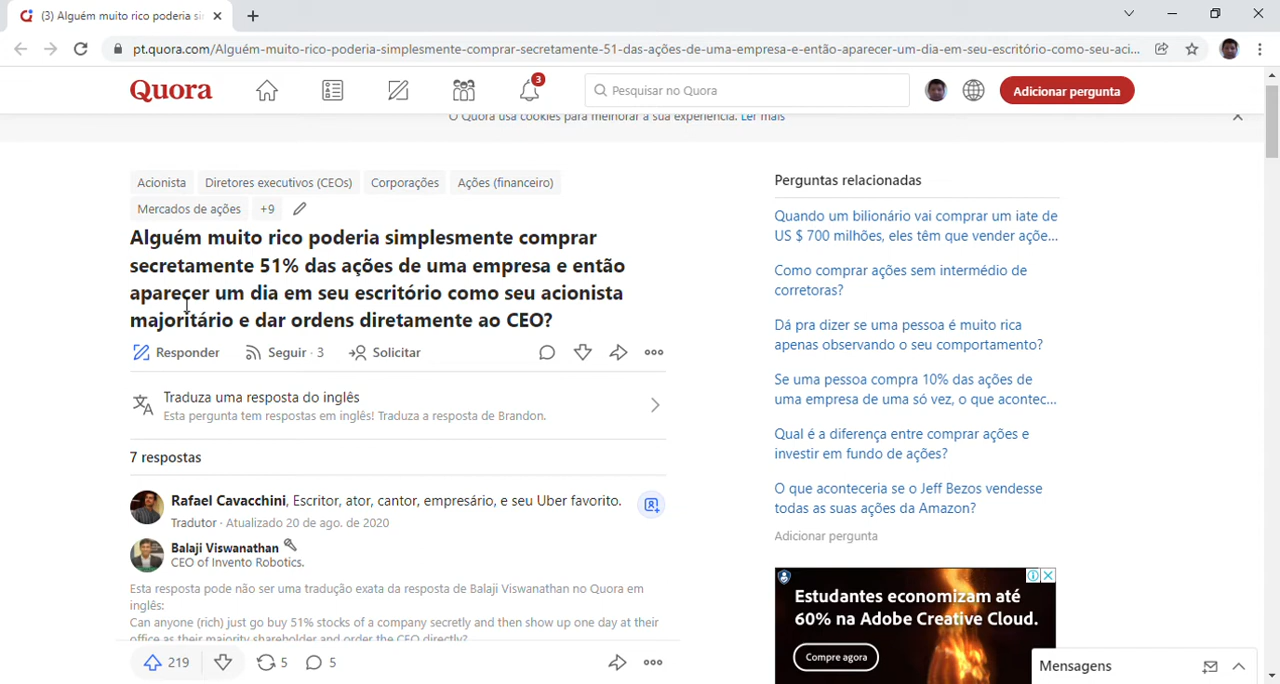 (3) Alguém muito rico poderia si
pt.quora.com/Alguém-muito-rico-poderia-simplesmente-comprar-secretamente-51-das-ações-de-uma-empresa-e-então-aparecer-um-dia-em-seu-escritório-como-seu-aci...
Quora
3
Pesquisar no Quora
Adicionar pergunta
O Quora usa cookies para melhorar a sua experiência. Ler mais
Acionista
Diretores executivos (CEOs)
Corporações
Ações (financeiro)
Mercados de ações
+9
Alguém muito rico poderia simplesmente comprar
secretamente 51% das ações de uma empresa e então
aparecer um dia em seu escritório como seu acionista
majoritário e dar ordens diretamente ao CEO?
Responder
Seguir · 3
Solicitar
Traduza uma resposta do inglês
Esta pergunta tem respostas em inglês! Traduza a resposta de Brandon.
7 respostas
Rafael Cavacchini, Escritor, ator, cantor, empresário, e seu Uber favorito.
Tradutor · Atualizado 20 de ago. de 2020
Balaji Viswanathan
CEO of Invento Robotics.
Esta resposta pode não ser uma tradução exata da resposta de Balaji Viswanathan no Quora em
inglês:
Can anyone (rich) just go buy 51% stocks of a company secretly and then show up one day at their
office as their majority shareholder and order the CEO directly?
219
5
5
Perguntas relacionadas
Quando um bilionário vai comprar um iate de
US $ 700 milhões, eles têm que vender açõe...
Como comprar ações sem intermédio de
corretoras?
Dá pra dizer se uma pessoa é muito rica
apenas observando o seu comportamento?
Se uma pessoa compra 10% das ações de
uma empresa de uma só vez, o que acontec...
Qual é a diferença entre comprar ações e
investir em fundo de ações?
O que aconteceria se o Jeff Bezos vendesse
todas as suas ações da Amazon?
Adicionar pergunta
Estudantes economizam até
60% na Adobe Creative Cloud.
Compre agora
Mensagens